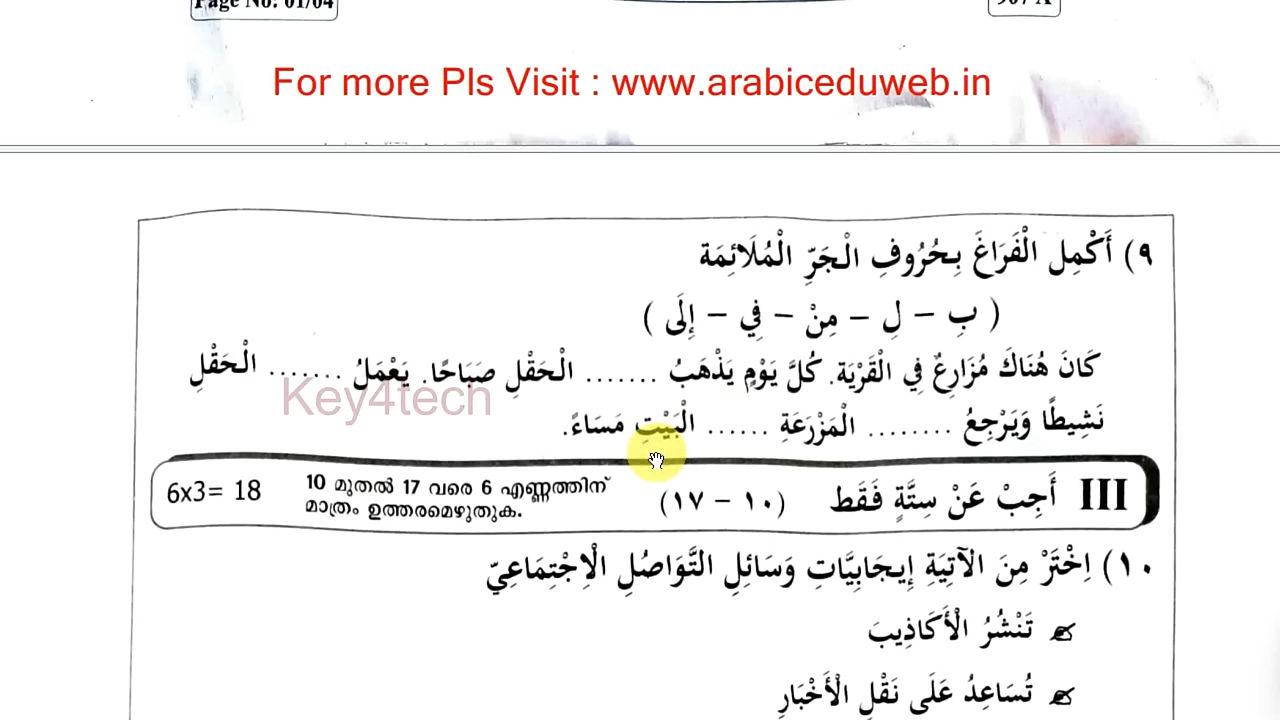 Page No: 01/04
For more Pls Visit : www.arabiceduweb.in
٩) أَكْمِلِ الْفَرَاغَ بِحُرُوفِ الْجَرِّ الْمُلَائِمَة
( بِ – لِ – مِنْ – فِي – إِلَى )
كَانَ هُنَاكَ مُزَارِعٌ فِي الْقَرْيَة. كُلَّ يَوْمٍ يَذْهَبُ ....... الْحَقْلِ صَبَاحًا. يَعْمَلُ ....... الْحَقْلِ
Key4tech
نَشِيطًا وَيَرْجِعُ ........ الْمَزْرَعَةِ ...... الْبَيْتِ مَسَاءً.
III أَجِبْ عَنْ سِتَّةٍ فَقَط (١٠ – ١٧) 10 മുതൽ 17 വരെ 6 എണ്ണത്തിന് 6x3= 18
മാത്രം ഉത്തരമെഴുതുക.
١٠) اِخْتَرْ مِنَ الْآتِيَةِ إِيجَابِيَّاتِ وَسَائِلِ التَّوَاصُلِ الْاِجْتِمَاعِيّ
تَنْشُرُ الْأَكَاذِيبَ
تُسَاعِدُ عَلَى نَقْلِ الْأَخْبَارِ